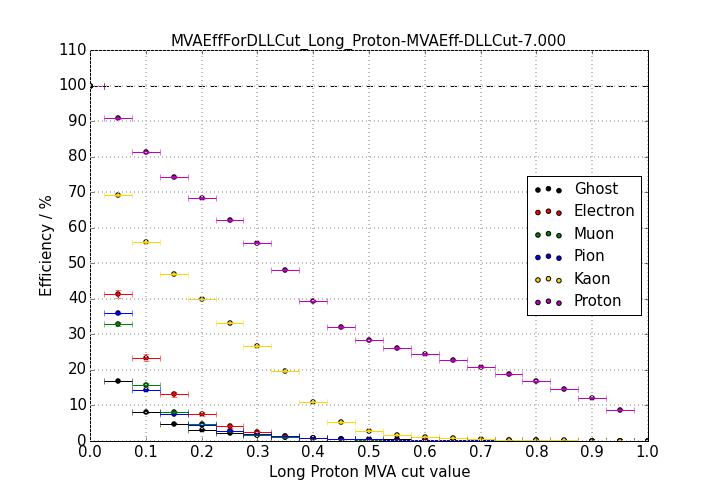 MVAEffForDLLCut_Long_Proton-MVAEff-DLLCut-7.000
110
100
90
80
70
60
50
40
30
20
10
0
Efficiency / %
Ghost
Electron
Muon
Pion
Kaon
Proton
0.0 0.1 0.2 0.3 0.4 0.5 0.6 0.7 0.8 0.9 1.0
Long Proton MVA cut value